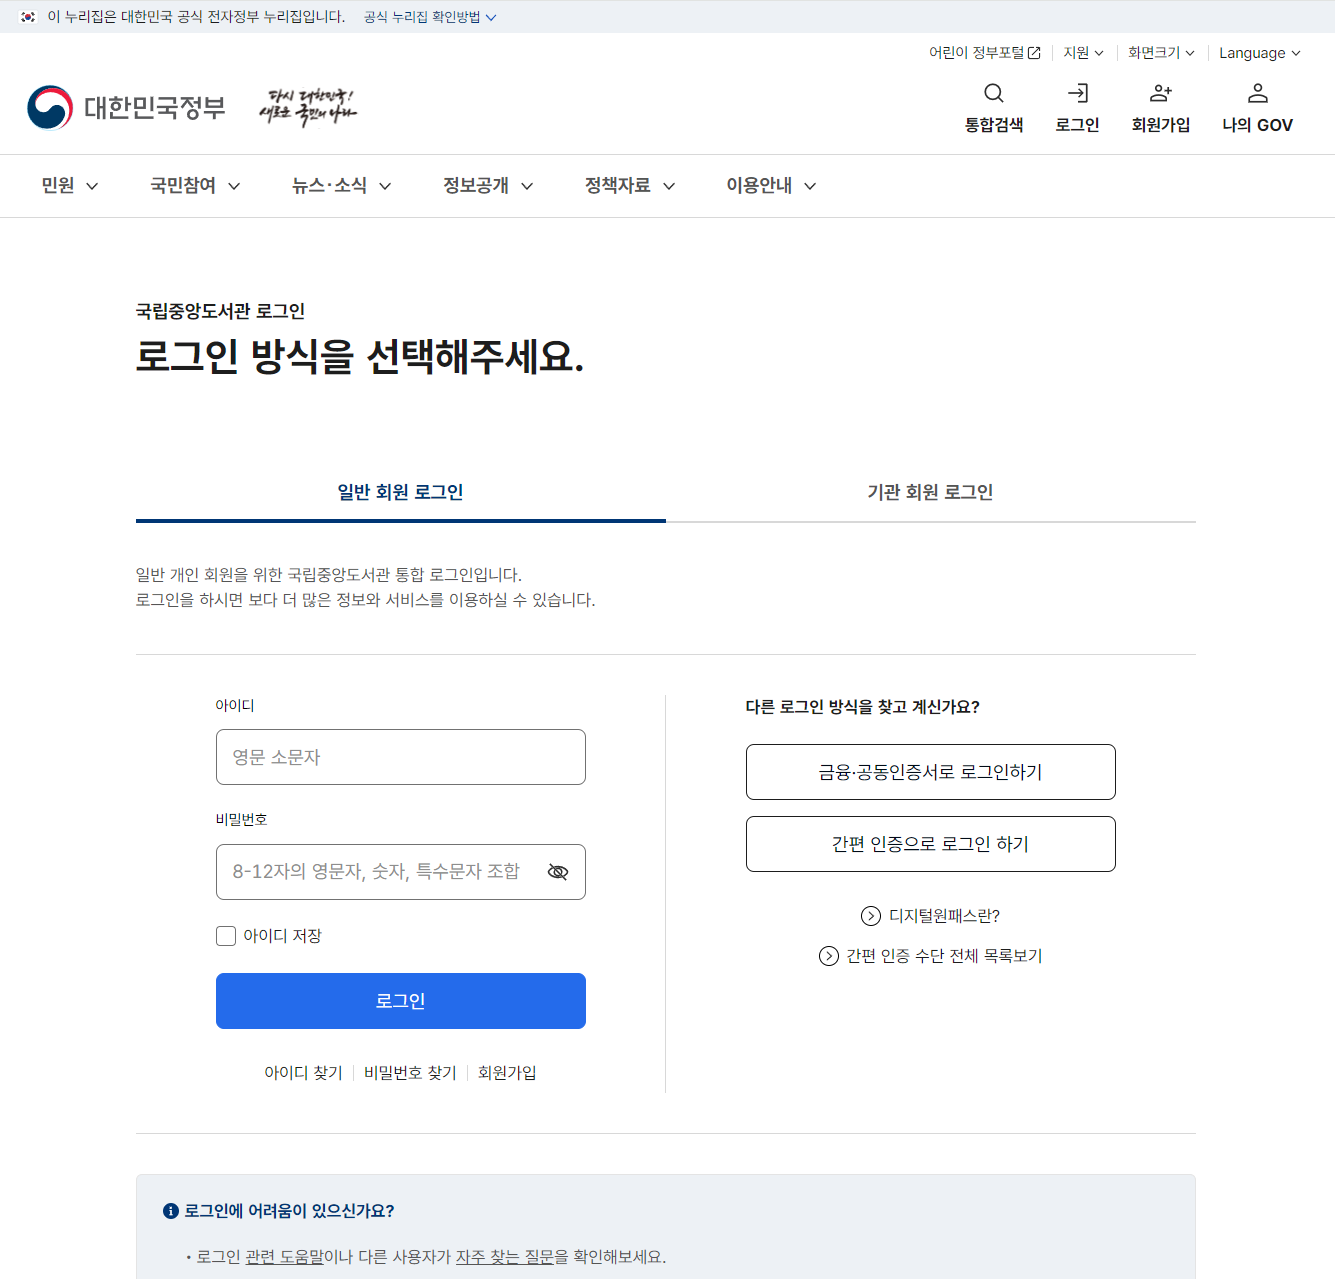 이 누리집은 대한민국 공식 전자정부 누리집입니다. 공식 누리집 확인방법
어린이 정부포털 지원 화면크기 Language
대한민국정부
다시 대한민국!
새로운 국민의 나라
통합검색 로그인 회원가입 나의 GOV
민원 국민참여 뉴스·소식 정보공개 정책자료 이용안내
국립중앙도서관 로그인
로그인 방식을 선택해주세요.
일반 회원 로그인 기관 회원 로그인
일반 개인 회원을 위한 국립중앙도서관 통합 로그인입니다.
로그인을 하시면 보다 더 많은 정보와 서비스를 이용하실 수 있습니다.
아이디
영문 소문자
비밀번호
8-12자의 영문자, 숫자, 특수문자 조합
아이디 저장
로그인
아이디 찾기 비밀번호 찾기 회원가입
다른 로그인 방식을 찾고 계신가요?
금융·공동인증서로 로그인하기
간편 인증으로 로그인 하기
디지털원패스란?
간편 인증 수단 전체 목록보기
로그인에 어려움이 있으신가요?
• 로그인 관련 도움말이나 다른 사용자가 자주 찾는 질문을 확인해보세요.